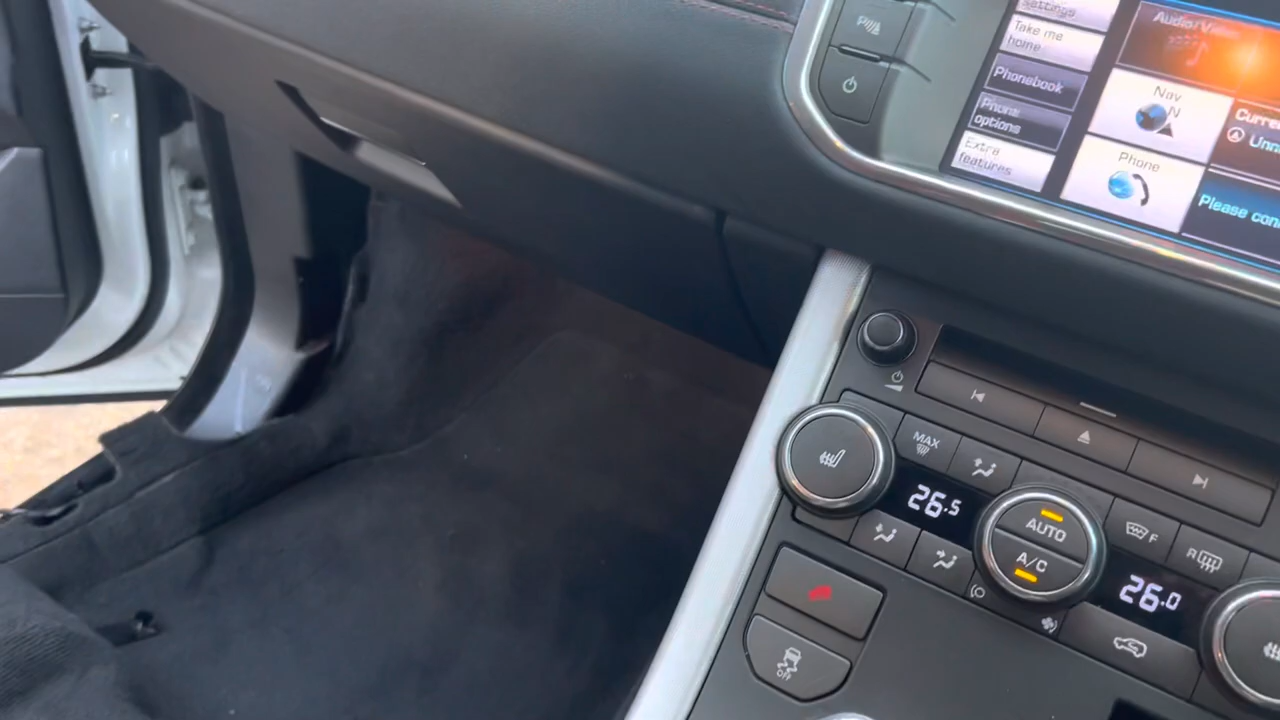 settings
Take me
home
Phonebook
Phone
options
Extra
features
Audio/Video
Nav
N
Phone
Please con
MAX
26.5
AUTO
A/C
F
R
26.0
OFF